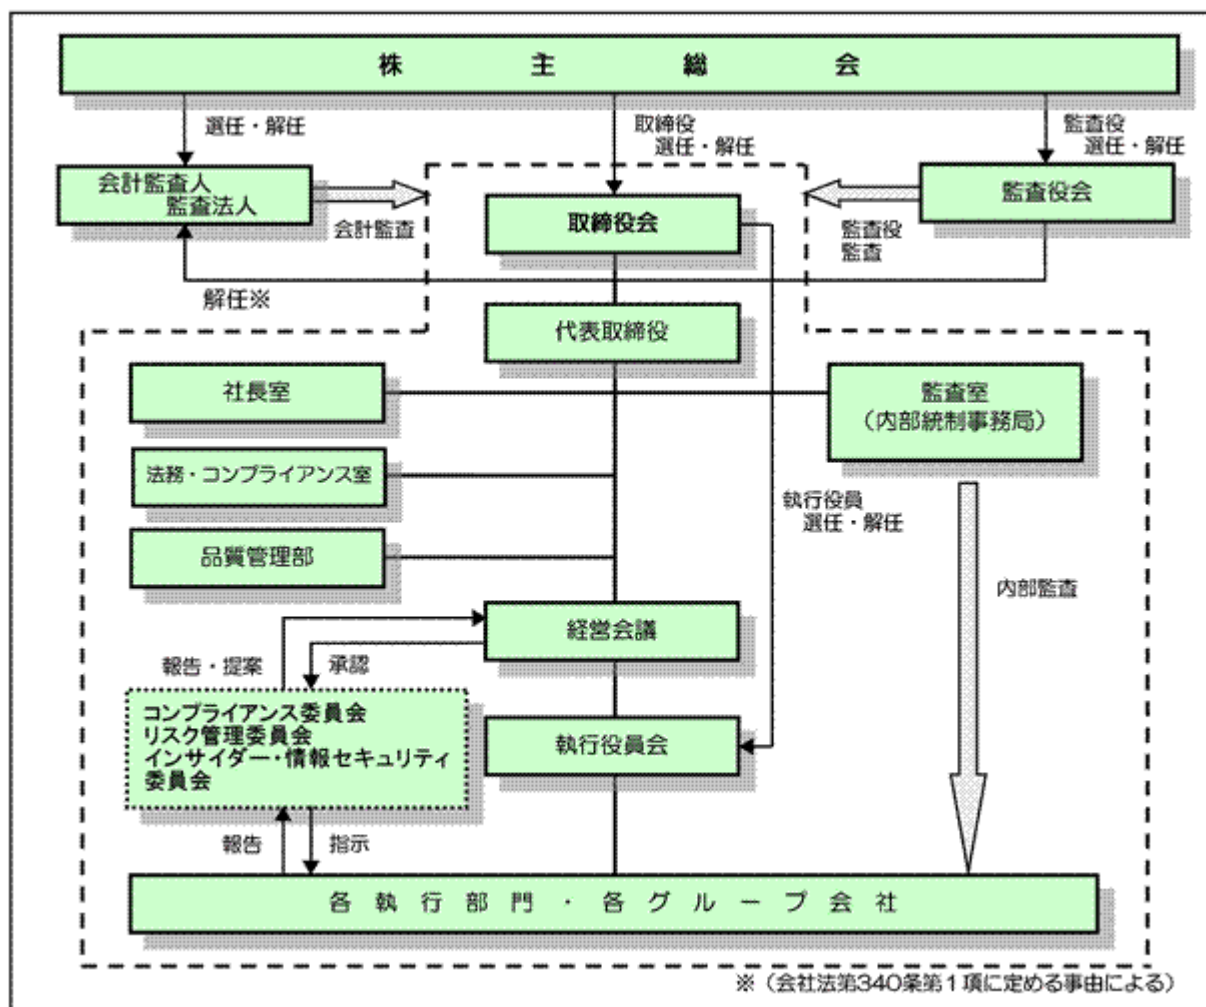 株主総会
選任・解任
取締役
選任・解任
監査役
選任・解任
会計監査人
監査法人
会計監査
取締役会
監査役会
監査役
監査
解任※
代表取締役
社長室
監査室
（内部統制事務局）
法務・コンプライアンス室
執行役員
選任・解任
品質管理部
内部監査
経営会議
報告・提案
承認
コンプライアンス委員会
リスク管理委員会
インサイダー・情報セキュリティ
委員会
執行役員会
報告
指示
各執行部門・各グループ会社
※（会社法第340条第１項に定める事由による）